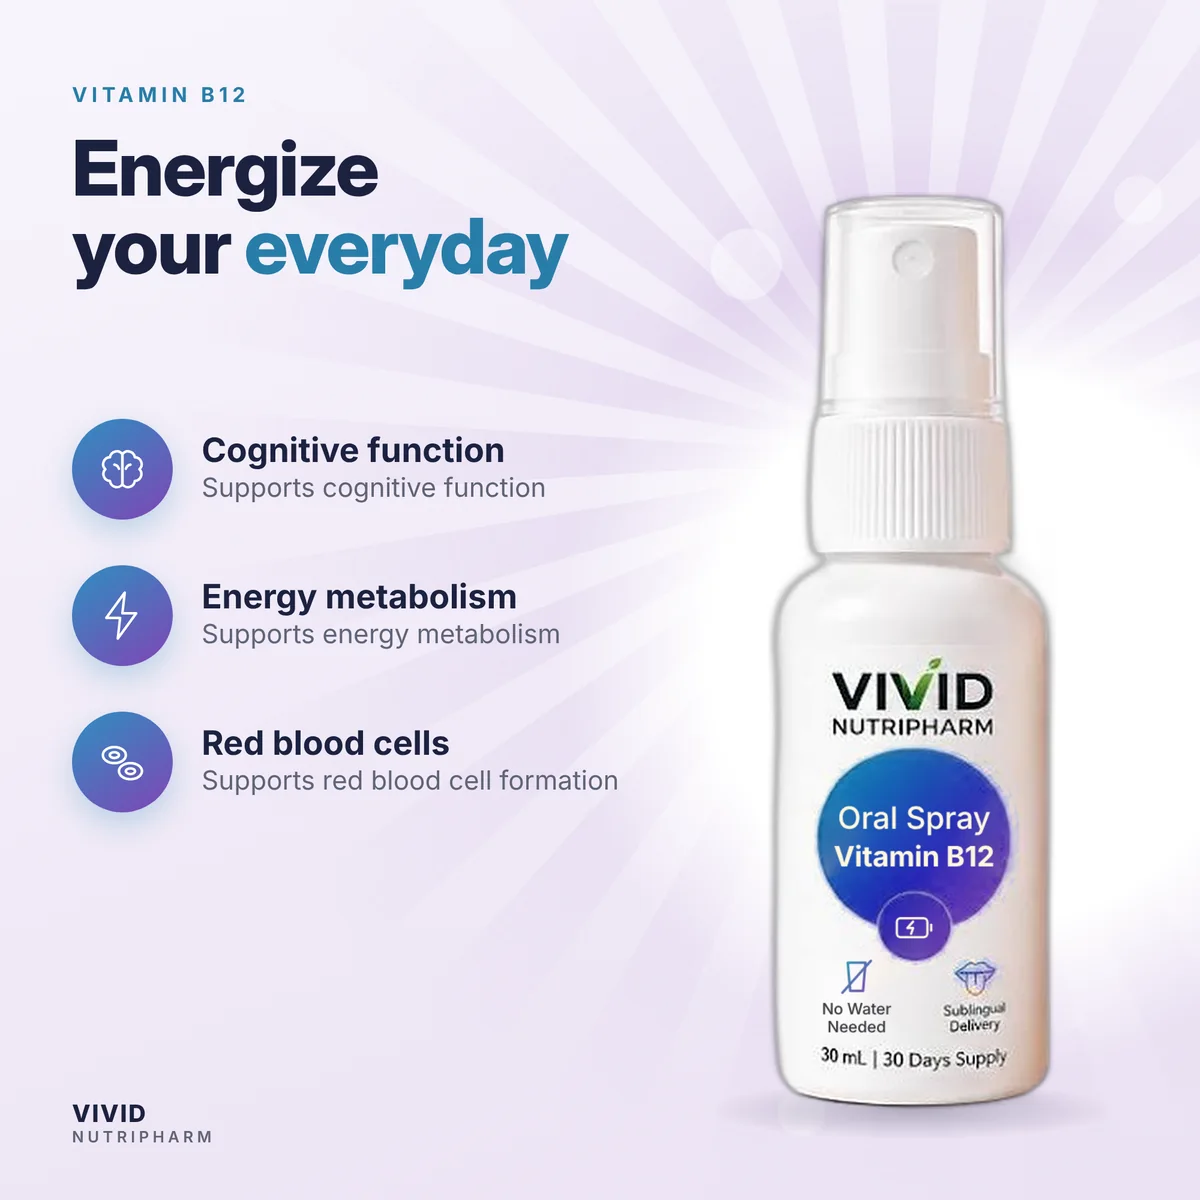 VITAMIN B12
Energize
your everyday
Cognitive function
Supports cognitive function
Energy metabolism
Supports energy metabolism
Red blood cells
Supports red blood cell formation
VIVID
NUTRIPHARM
Oral Spray
Vitamin B12
No Water
Needed
Sublingual
Delivery
30 mL | 30 Days Supply
VIVID
NUTRIPHARM